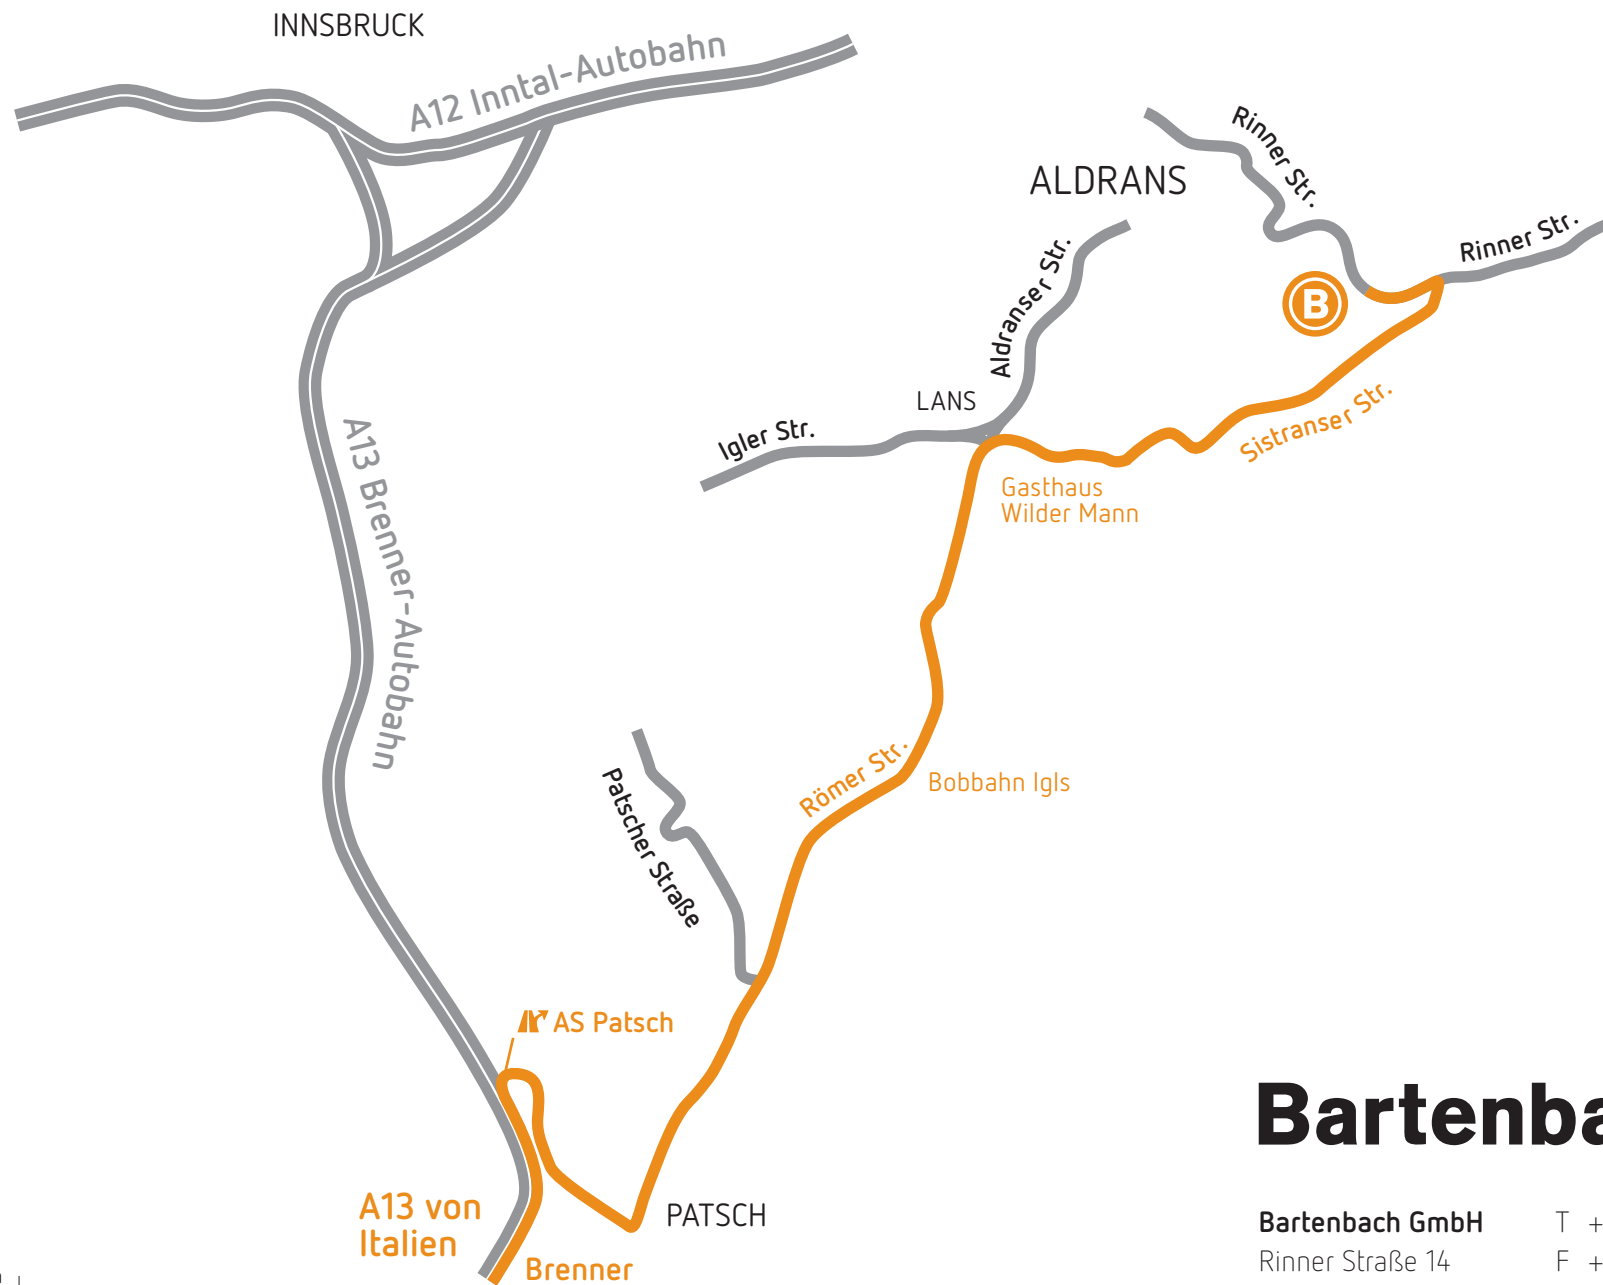 INNSBRUCK
A12 Inntal-Autobahn
Rinner Str.
ALDRANS
Rinner Str.
Aldranser Str.
B
LANS
Igler Str.
Sistranser Str.
A13 Brenner-Autobahn
Gasthaus
Wilder Mann
Römer Str.
Bobbahn Igls
Patscher Straße
AS Patsch
A13 von
Italien
PATSCH
Brenner
Bartenba
Bartenbach GmbH T +
Rinner Straße 14 F +